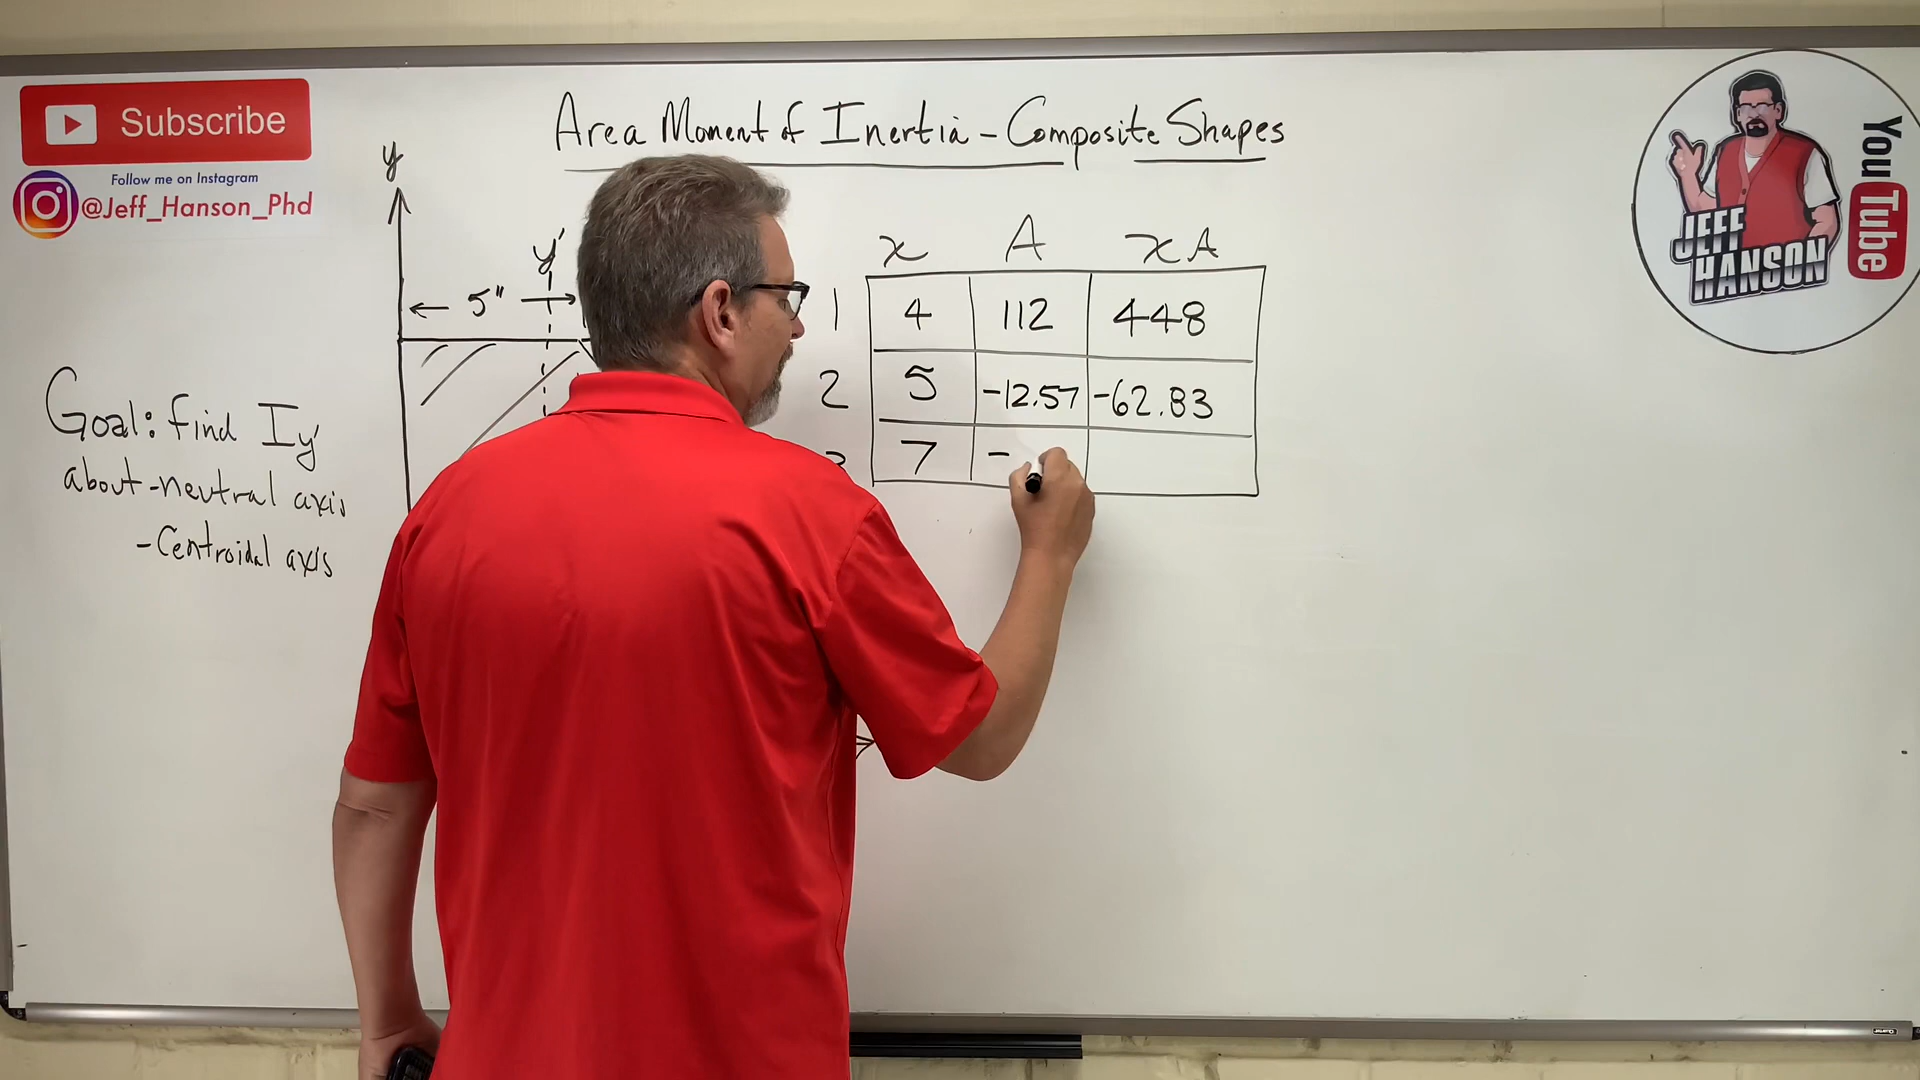 Subscribe
Follow me on Instagram
@Jeff_Hanson_Phd
Area Moment of Inertia - Composite Shapes
y
y'
5"
x A xA
1 4 112 448
2 5 -12.57 -62.83
3 7 -
Goal: find Iy'
about - neutral axis
- Centroidal axis
JEFF
HANSON
YouTube